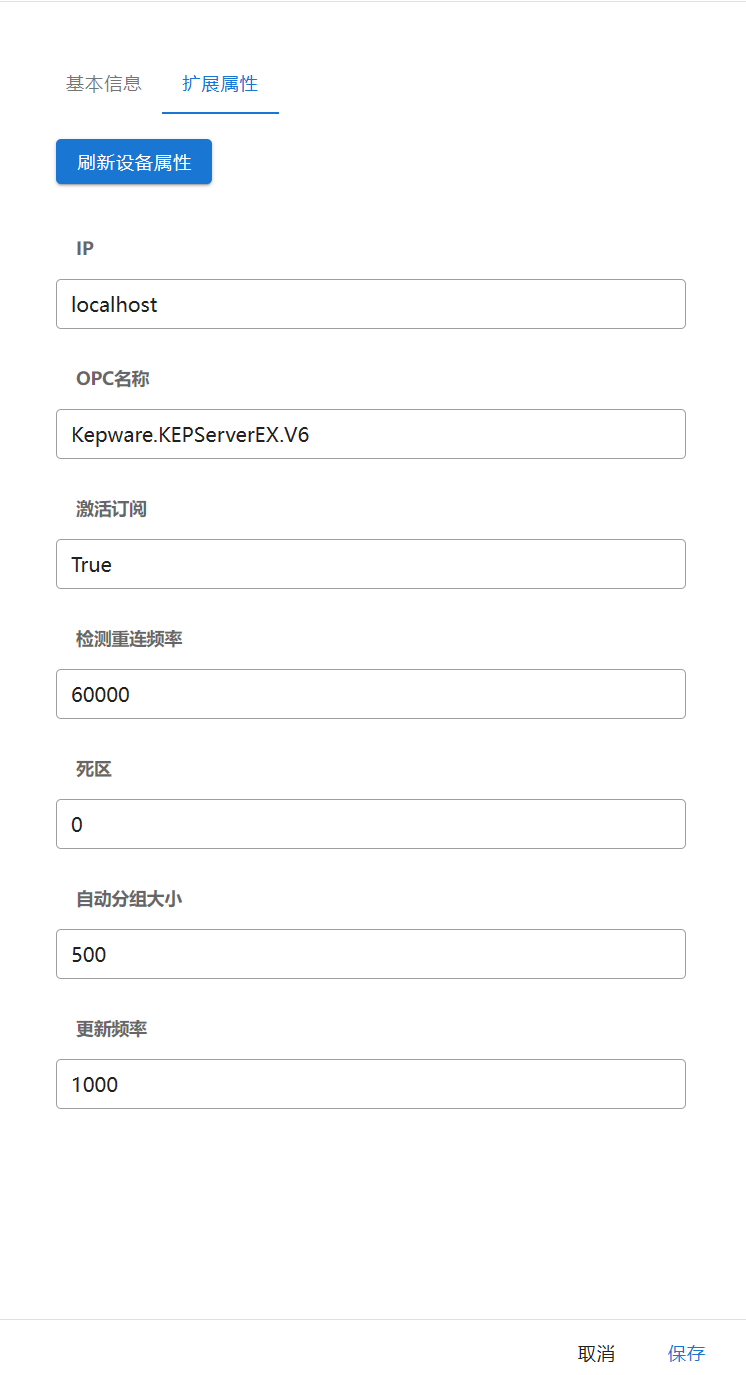 基本信息 扩展属性
刷新设备属性
IP
localhost
OPC名称
Kepware.KEPServerEX.V6
激活订阅
True
检测重连频率
60000
死区
0
自动分组大小
500
更新频率
1000
取消 保存